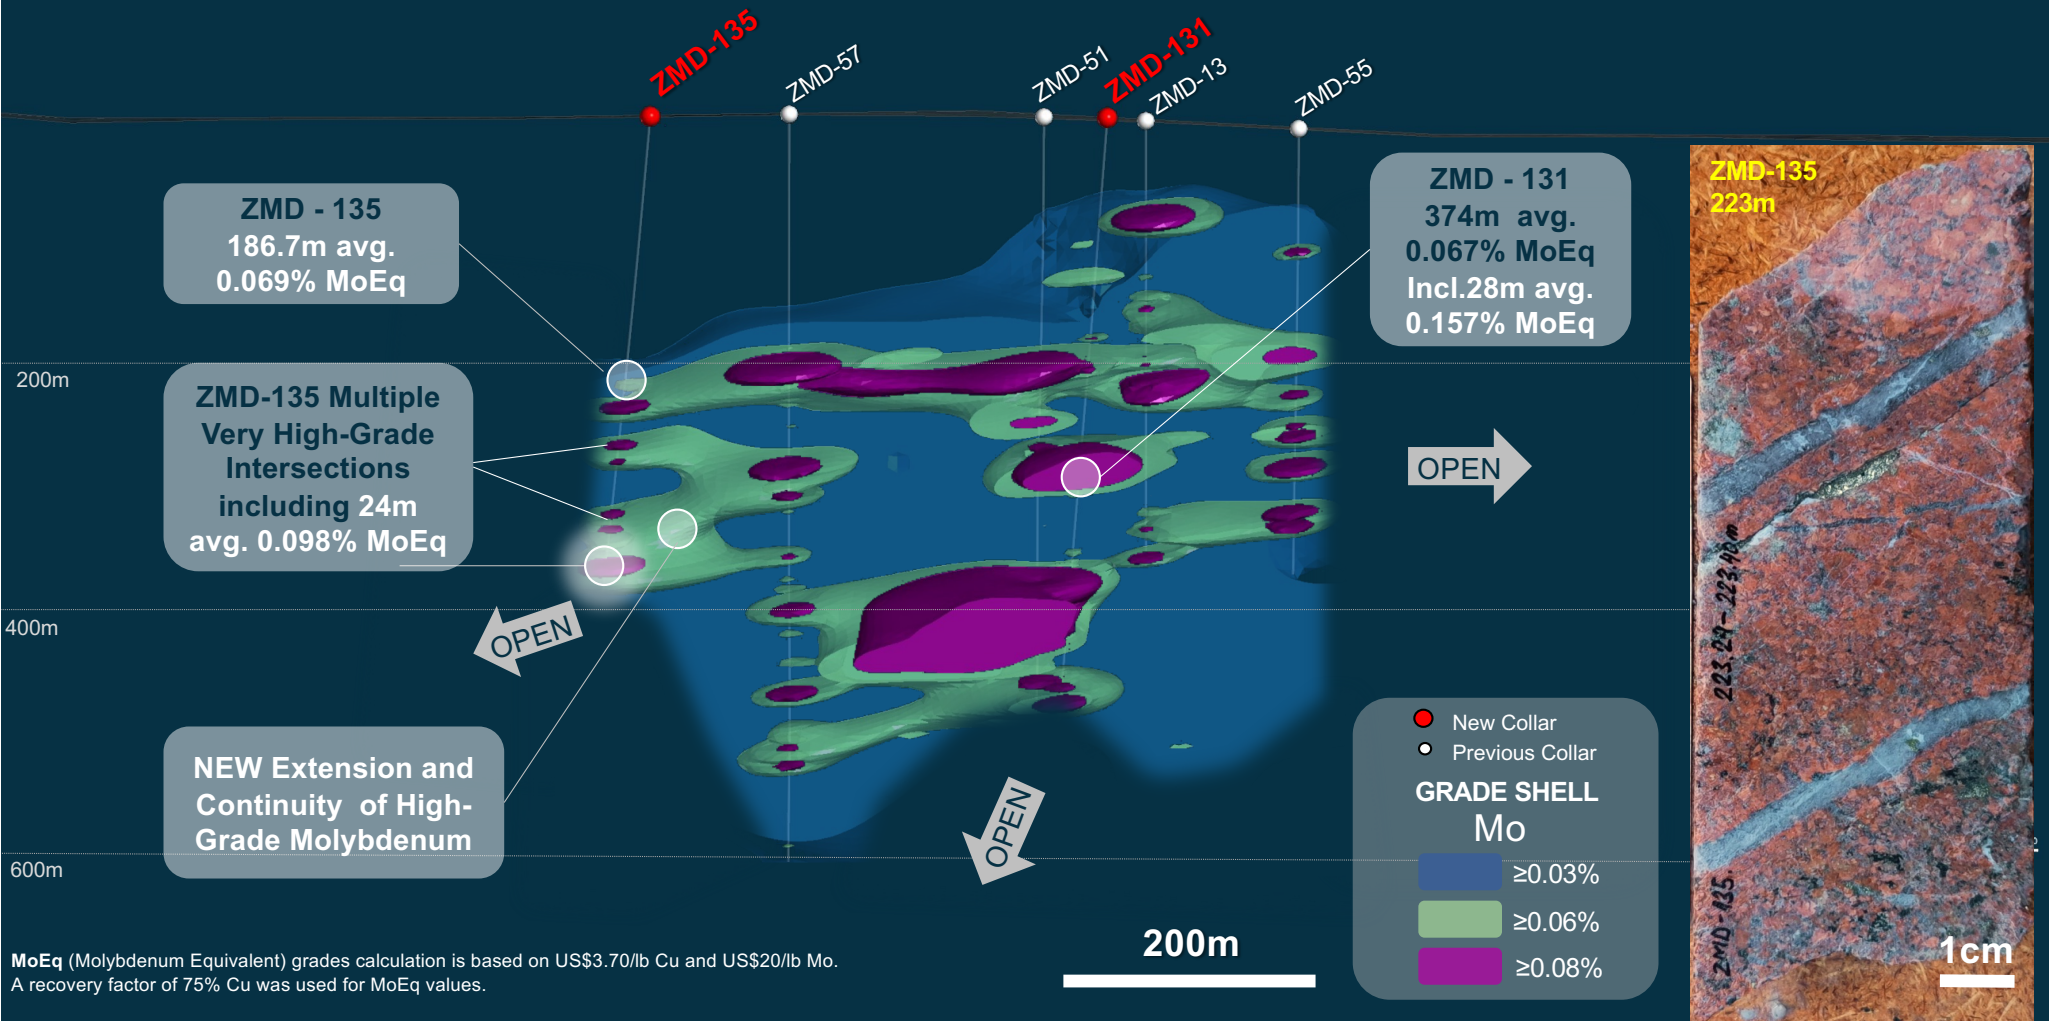 ZMD-135
ZMD-57
ZMD-51
ZMD-131
ZMD-13
ZMD-55
ZMD - 135
186.7m avg.
0.069% MoEq
ZMD - 131
374m avg.
0.067% MoEq
Incl.28m avg.
0.157% MoEq
ZMD-135
223m
200m
ZMD-135 Multiple
Very High-Grade
Intersections
including 24m
avg. 0.098% MoEq
OPEN
OPEN
400m
NEW Extension and
Continuity of High-
Grade Molybdenum
OPEN
600m
New Collar
Previous Collar
GRADE SHELL
Mo
≥0.03%
≥0.06%
≥0.08%
200m
MoEq (Molybdenum Equivalent) grades calculation is based on US$3.70/lb Cu and US$20/lb Mo.
A recovery factor of 75% Cu was used for MoEq values.
ZMD-135.
1cm